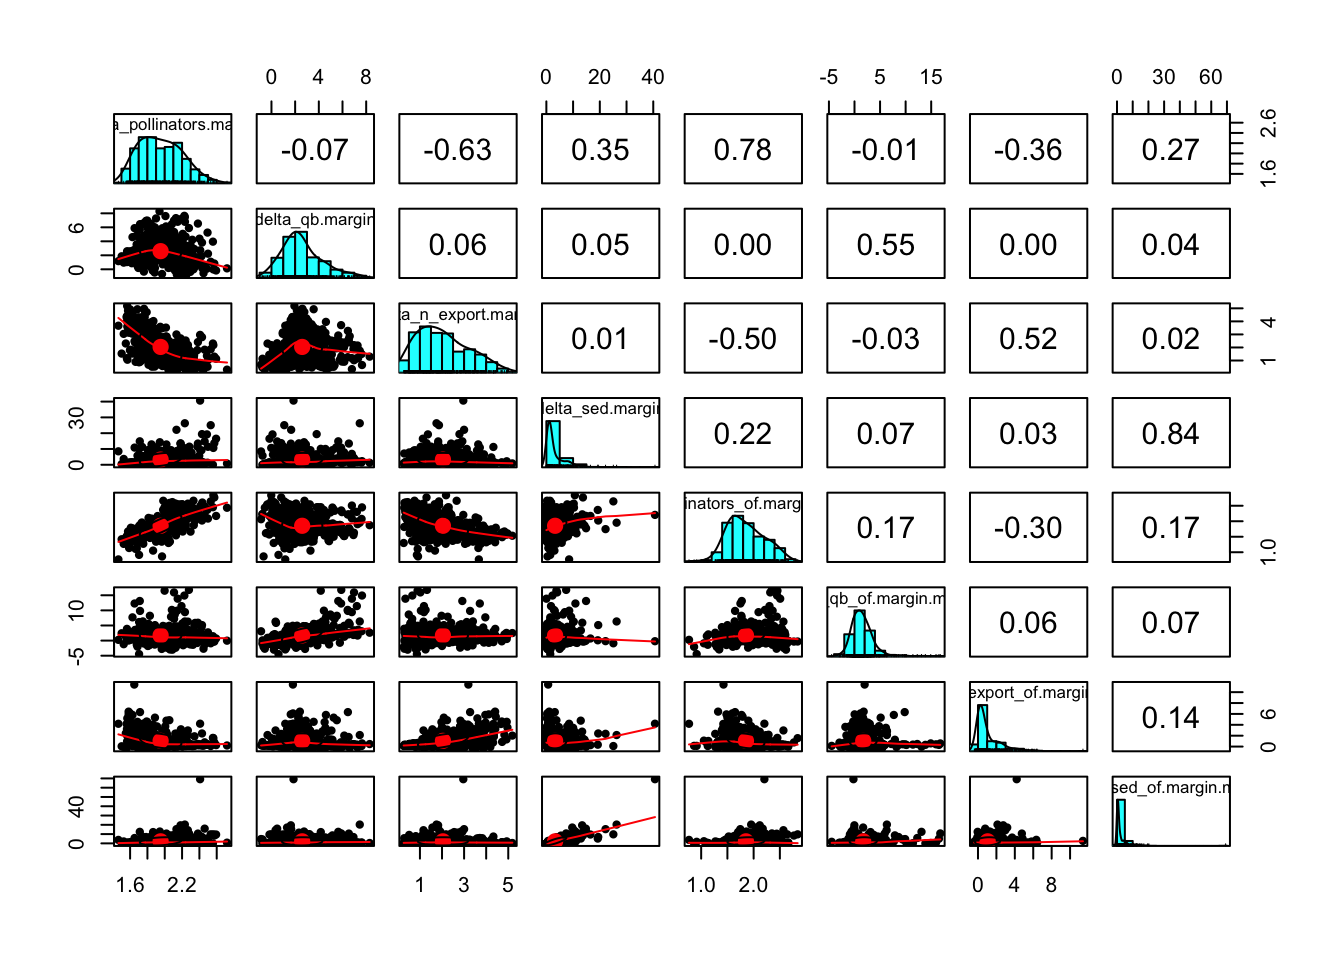 0 4 8 0 20 40 -5 5 15 0 30 60
a_pollinators.ma -0.07 -0.63 0.35 0.78 -0.01 -0.36 0.27 1.6 2.6
0 6 delta_qb.margin 0.06 0.05 0.00 0.55 0.00 0.04
ta_n_export.mar 0.01 -0.50 -0.03 0.52 0.02 1 4
0 30 delta_sed.margin 0.22 0.07 0.03 0.84
inators_of.marg 0.17 -0.30 0.17 1.0
-5 10 _qb_of.margin.m 0.06 0.07
export_of.margin 0.14 0 6
0 40 sed_of.margin.m
1.6 2.2 1 3 5 1.0 2.0 0 4 8